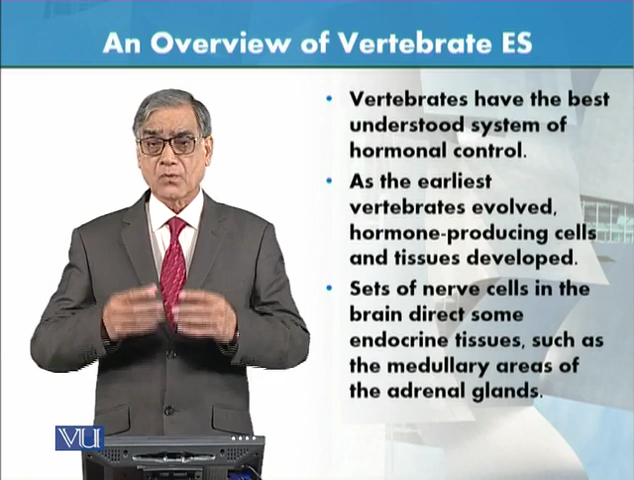 An Overview of Vertebrate ES
• Vertebrates have the best
understood system of
hormonal control.
• As the earliest
vertebrates evolved,
hormone-producing cells
and tissues developed.
• Sets of nerve cells in the
brain direct some
endocrine tissues, such as
the medullary areas of
the adrenal glands.
VU